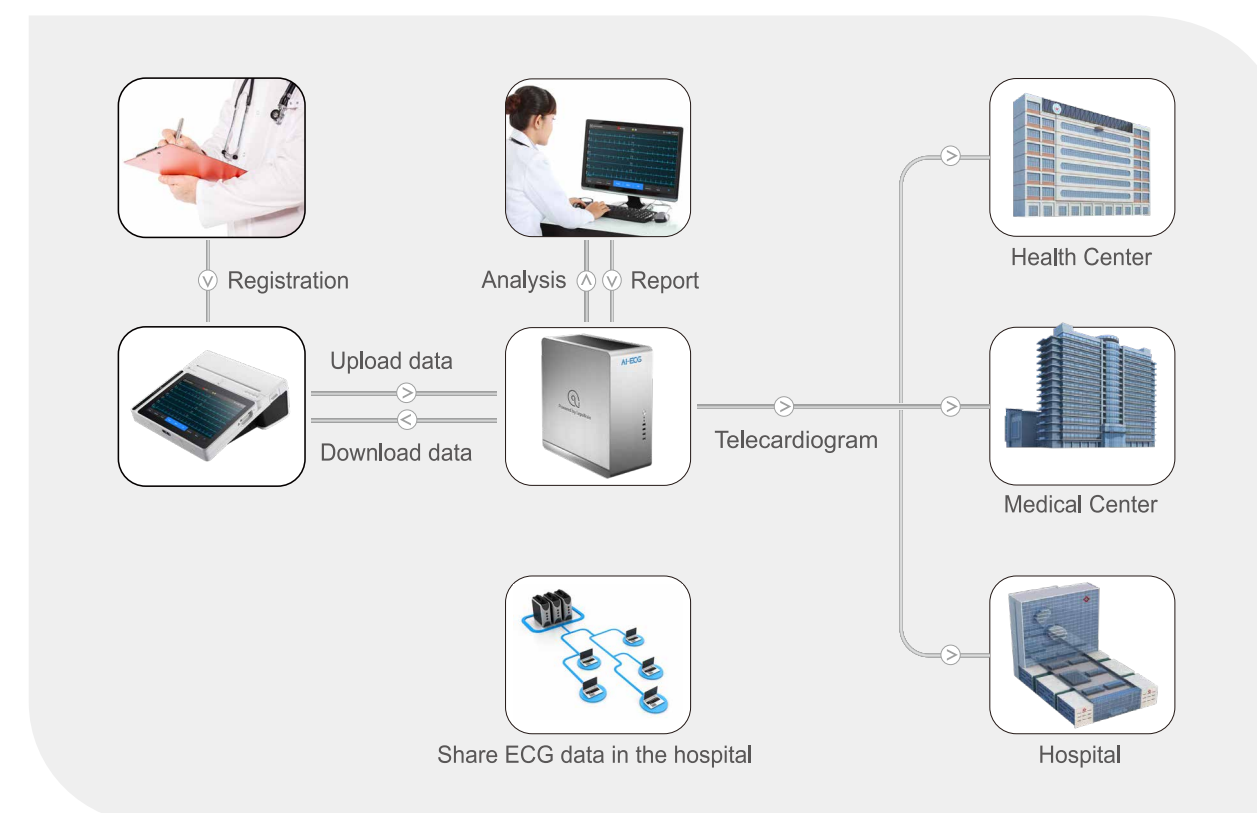 Registration
Analysis
Report
Health Center
Upload data
AI-ECG
Download data
Telecardiogram
Medical Center
Share ECG data in the hospital
Hospital